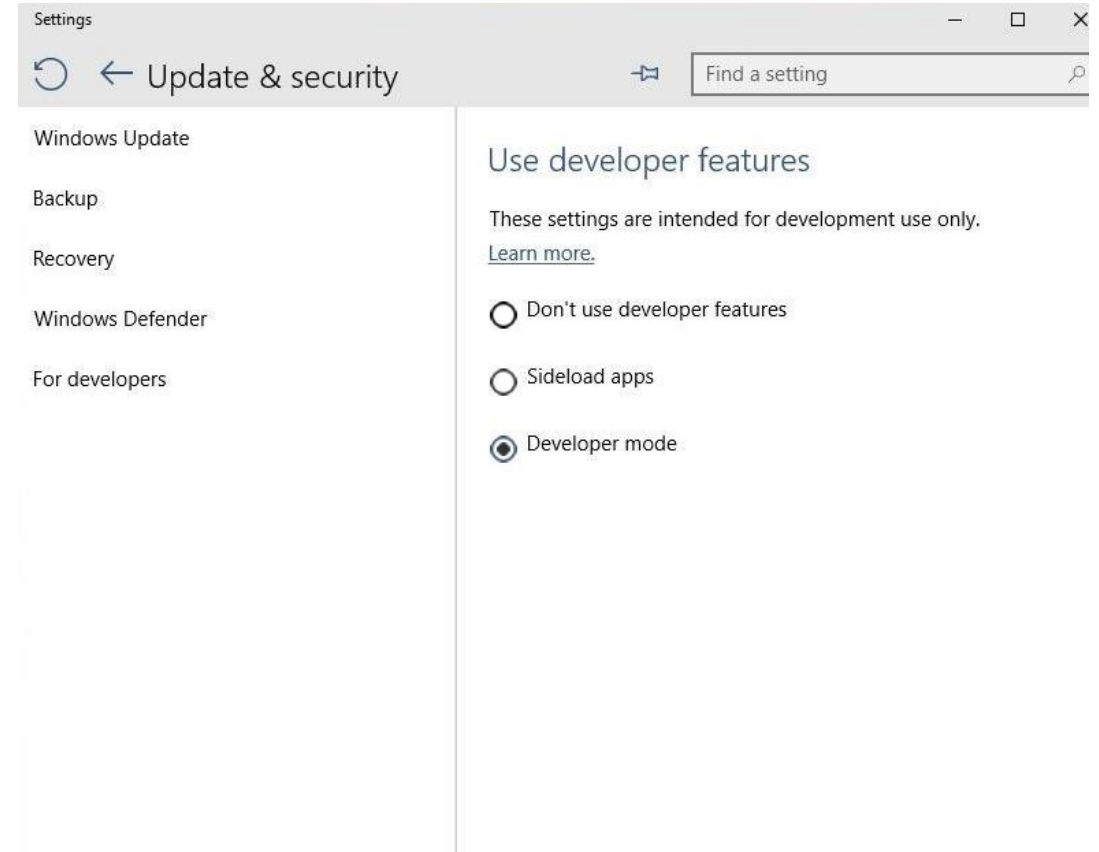 Settings
Update & security
Find a setting
Windows Update
Backup
Recovery
Windows Defender
For developers
Use developer features
These settings are intended for development use only.
Learn more.
Don't use developer features
Sideload apps
Developer mode